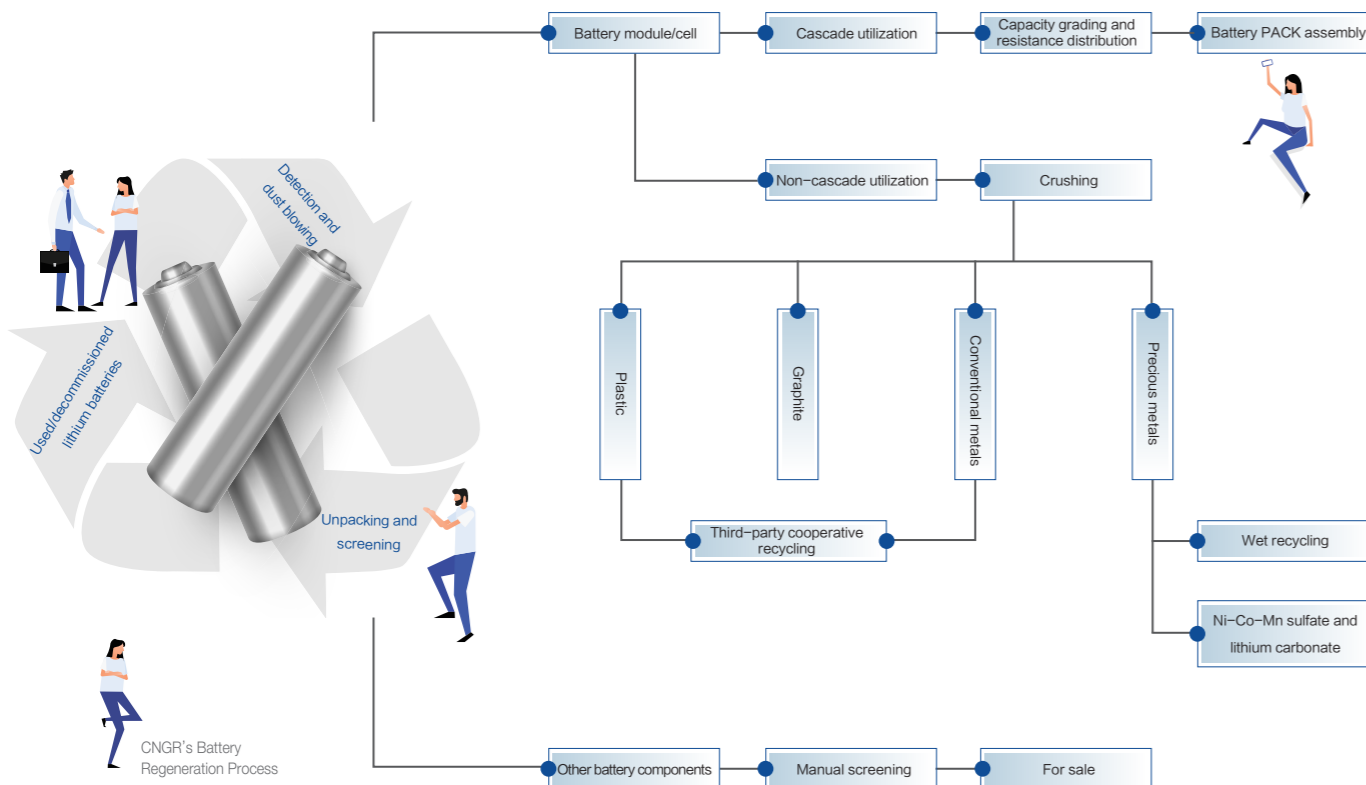 Battery module/cell
Cascade utilization
Capacity grading and
resistance distribution
Battery PACK assembly
Detection and
dust blowing
Non-cascade utilization
Crushing
Used/decommissioned
lithium batteries
Plastic
Graphite
Conventional metals
Precious metals
Unpacking and
screening
Third-party cooperative
recycling
Wet recycling
Ni-Co-Mn sulfate and
lithium carbonate
CNGR's Battery
Regeneration Process
Other battery components
Manual screening
For sale